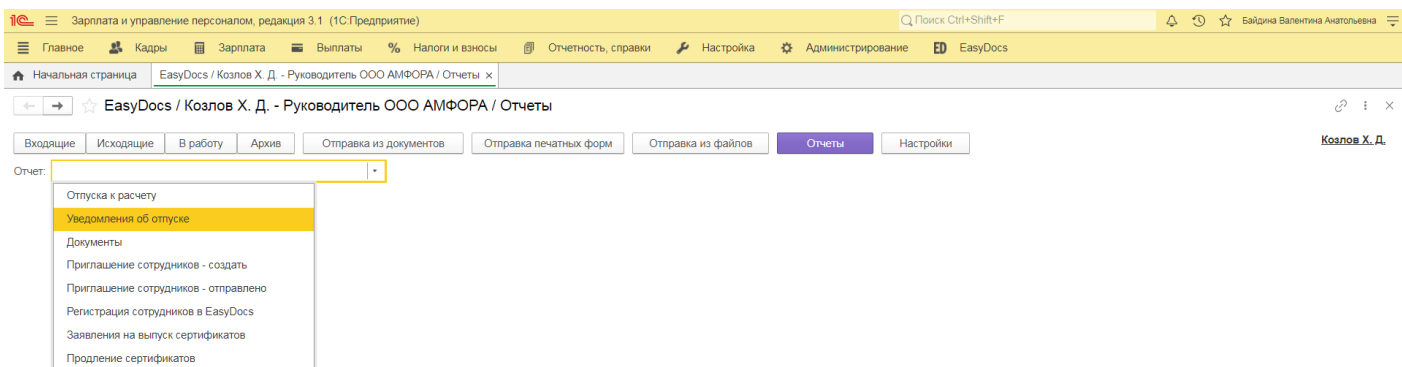 1С Зарплата и управление персоналом, редакция 3.1 (1С:Предприятие) Поиск Ctrl+Shift+F Байдина Валентина Анатольевна
Главное Кадры Зарплата Выплаты % Налоги и взносы Отчетность, справки Настройка Администрирование ED EasyDocs
Начальная страница EasyDocs / Козлов Х. Д. - Руководитель ООО АМФОРА / Отчеты ×
EasyDocs / Козлов Х. Д. - Руководитель ООО АМФОРА / Отчеты
Входящие Исходящие В работу Архив Отправка из документов Отправка печатных форм Отправка из файлов Отчеты Настройки Козлов Х. Д.
Отчет:
Отпуска к расчету
Уведомления об отпуске
Документы
Приглашение сотрудников - создать
Приглашение сотрудников - отправлено
Регистрация сотрудников в EasyDocs
Заявления на выпуск сертификатов
Продление сертификатов